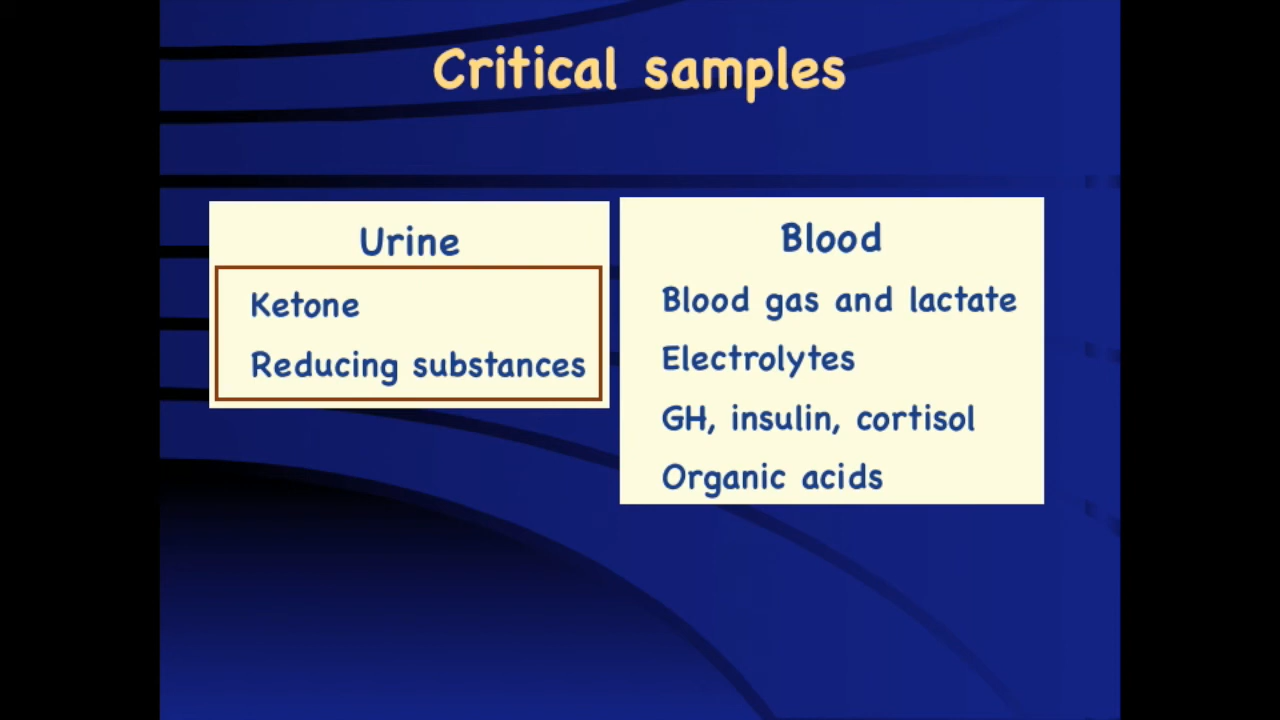 Critical samples
Urine
Ketone
Reducing substances
Blood
Blood gas and lactate
Electrolytes
GH, insulin, cortisol
Organic acids